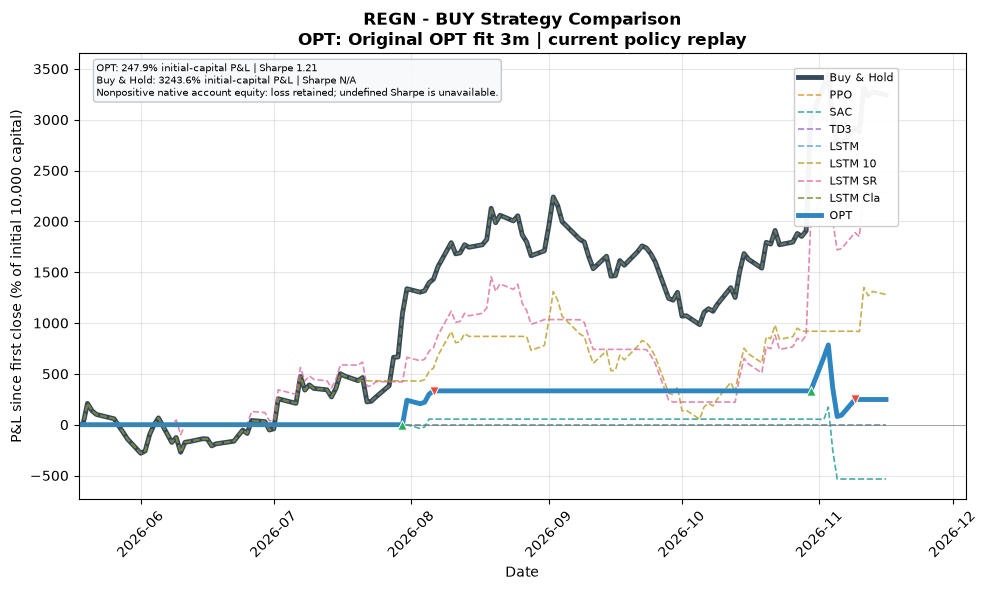 REGN - BUY Strategy Comparison
OPT: Original OPT fit 3m | current policy replay
P&L since first close (% of initial 10,000 capital)
3500
3000
2500
2000
1500
1000
500
0
−500
OPT: 247.9% initial-capital P&L | Sharpe 1.21
Buy & Hold: 3243.6% initial-capital P&L | Sharpe N/A
Nonpositive native account equity: loss retained; undefined Sharpe is unavailable.
Buy & Hold
PPO
SAC
TD3
LSTM
LSTM 10
LSTM SR
LSTM Cla
OPT
2026-06
2026-07
2026-08
2026-09
2026-10
2026-11
2026-12
Date